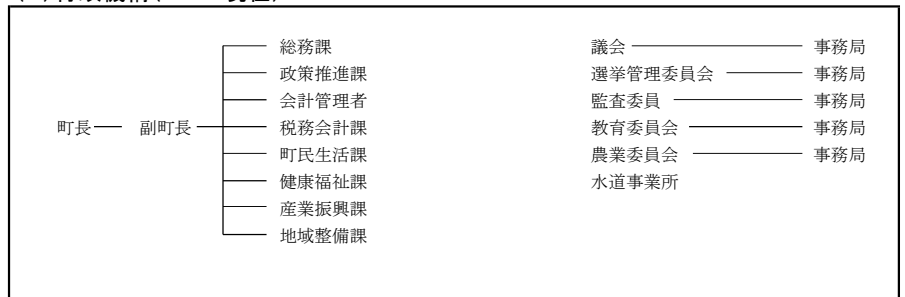 総務課
政策推進課
会計管理者
町長 副町長 税務会計課
町民生活課
健康福祉課
産業振興課
地域整備課
議会 事務局
選挙管理委員会 事務局
監査委員 事務局
教育委員会 事務局
農業委員会 事務局
水道事業所